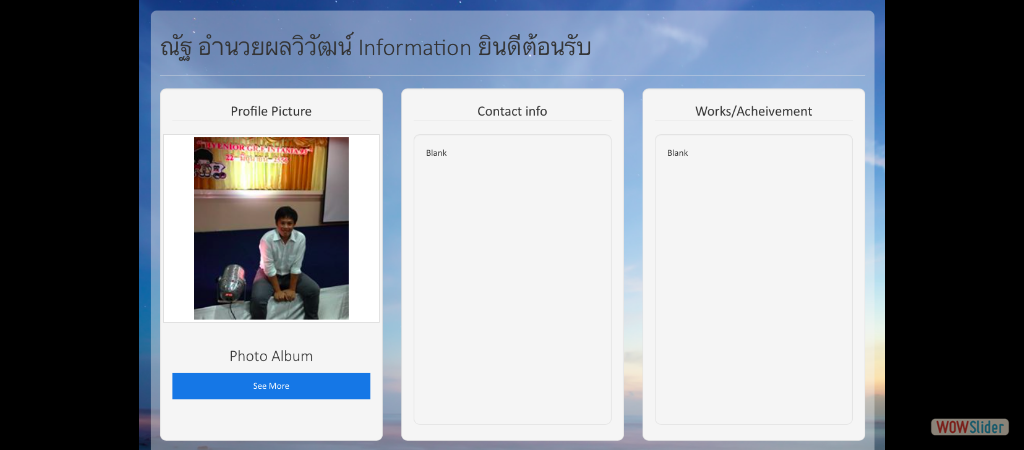 ณัฐ อำนวยผลวิวัฒน์ Information ยินดีต้อนรับ
Profile Picture
Contact info
Works/Acheivement
Blank
Blank
Photo Album
See More
WOWSlider